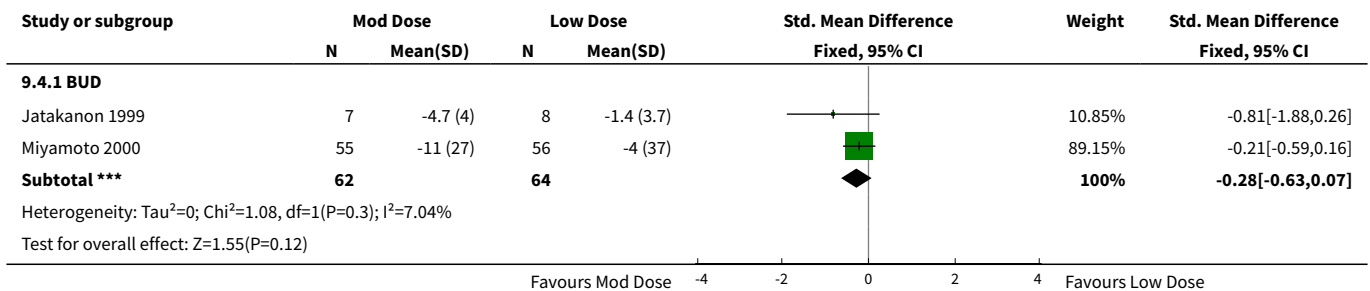 Study or subgroup Mod Dose Low Dose Std. Mean Difference Weight Std. Mean Difference
N Mean(SD) N Mean(SD) Fixed, 95% CI Fixed, 95% CI
9.4.1 BUD
Jatakanon 1999 7 -4.7 (4) 8 -1.4 (3.7) 10.85% -0.81[-1.88,0.26]
Miyamoto 2000 55 -11 (27) 56 -4 (37) 89.15% -0.21[-0.59,0.16]
Subtotal *** 62 64 100% -0.28[-0.63,0.07]
Heterogeneity: Tau²=0; Chi²=1.08, df=1(P=0.3); I²=7.04%
Test for overall effect: Z=1.55(P=0.12)
Favours Mod Dose -4 -2 0 2 4 Favours Low Dose